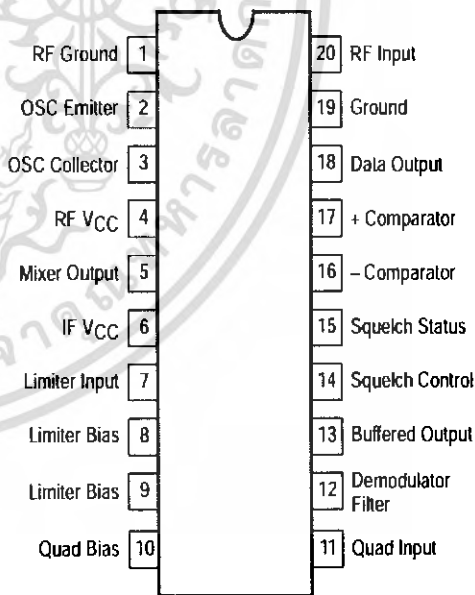 RF Ground 1
OSC Emitter 2
OSC Collector 3
RF VCC 4
Mixer Output 5
IF VCC 6
Limiter Input 7
Limiter Bias 8
Limiter Bias 9
Quad Bias 10
20 RF Input
19 Ground
18 Data Output
17 + Comparator
16 – Comparator
15 Squelch Status
14 Squelch Control
13 Buffered Output
12 Demodulator
Filter
11 Quad Input